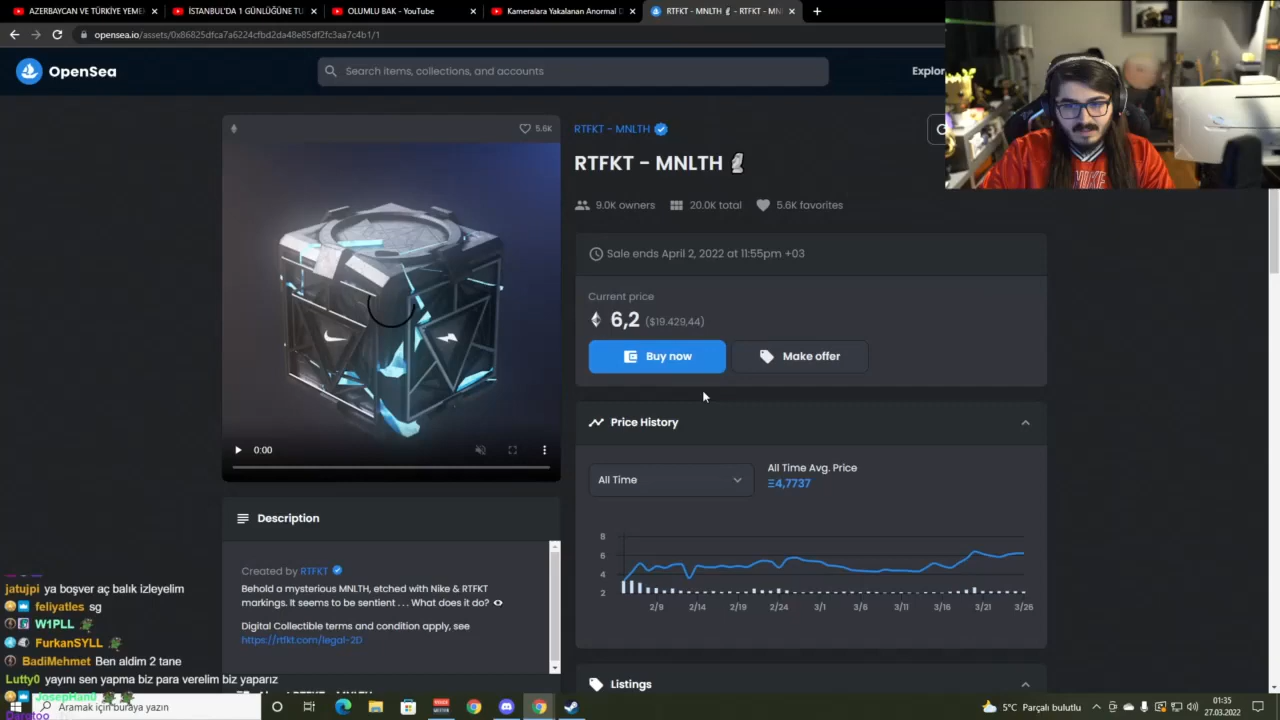 AZERBAYCAN VE TÜRKİYE YEME
İSTANBUL'DA 1 GÜNLÜĞÜNE TU
OLUMLU BAK - YouTube
Kameralara Yakalanan Anormal D
RTFKT - MNLTH - RTFKT - MN
opensea.io/assets/0x86825dfca7a6224cfbd2da48e85df2fc3aa7c4b1/1
OpenSea
Search items, collections, and accounts
Explor
5.6K
RTFKT - MNLTH
RTFKT - MNLTH
9.0K owners
20.0K total
5.6K favorites
Sale ends April 2, 2022 at 11:55pm +03
Current price
6,2 ($19.429,44)
Buy now
Make offer
0:00
Price History
All Time
All Time Avg. Price
Ξ4,7737
8
6
4
2
2/9 2/14 2/19 2/24 3/1 3/6 3/11 3/16 3/21 3/26
Listings
Description
Created by RTFKT
Behold a mysterious MNLTH, etched with Nike & RTFKT
markings. It seems to be sentient . . . What does it do?
Digital Collectible terms and condition apply, see
https://rtfkt.com/legal-2D
NIKE
jatujpi ya boşver aç balık izleyelim
feliyatles sg
W1PLL
FurkanSYLL
BadiMehmet Ben aldim 2 tane
Lutty0 yayını sen yapma biz para verelim biz yaparız
JosepHan0
Aramak için buraya yazın
5°C Parçalı bulutlu
01:35
27.03.2022